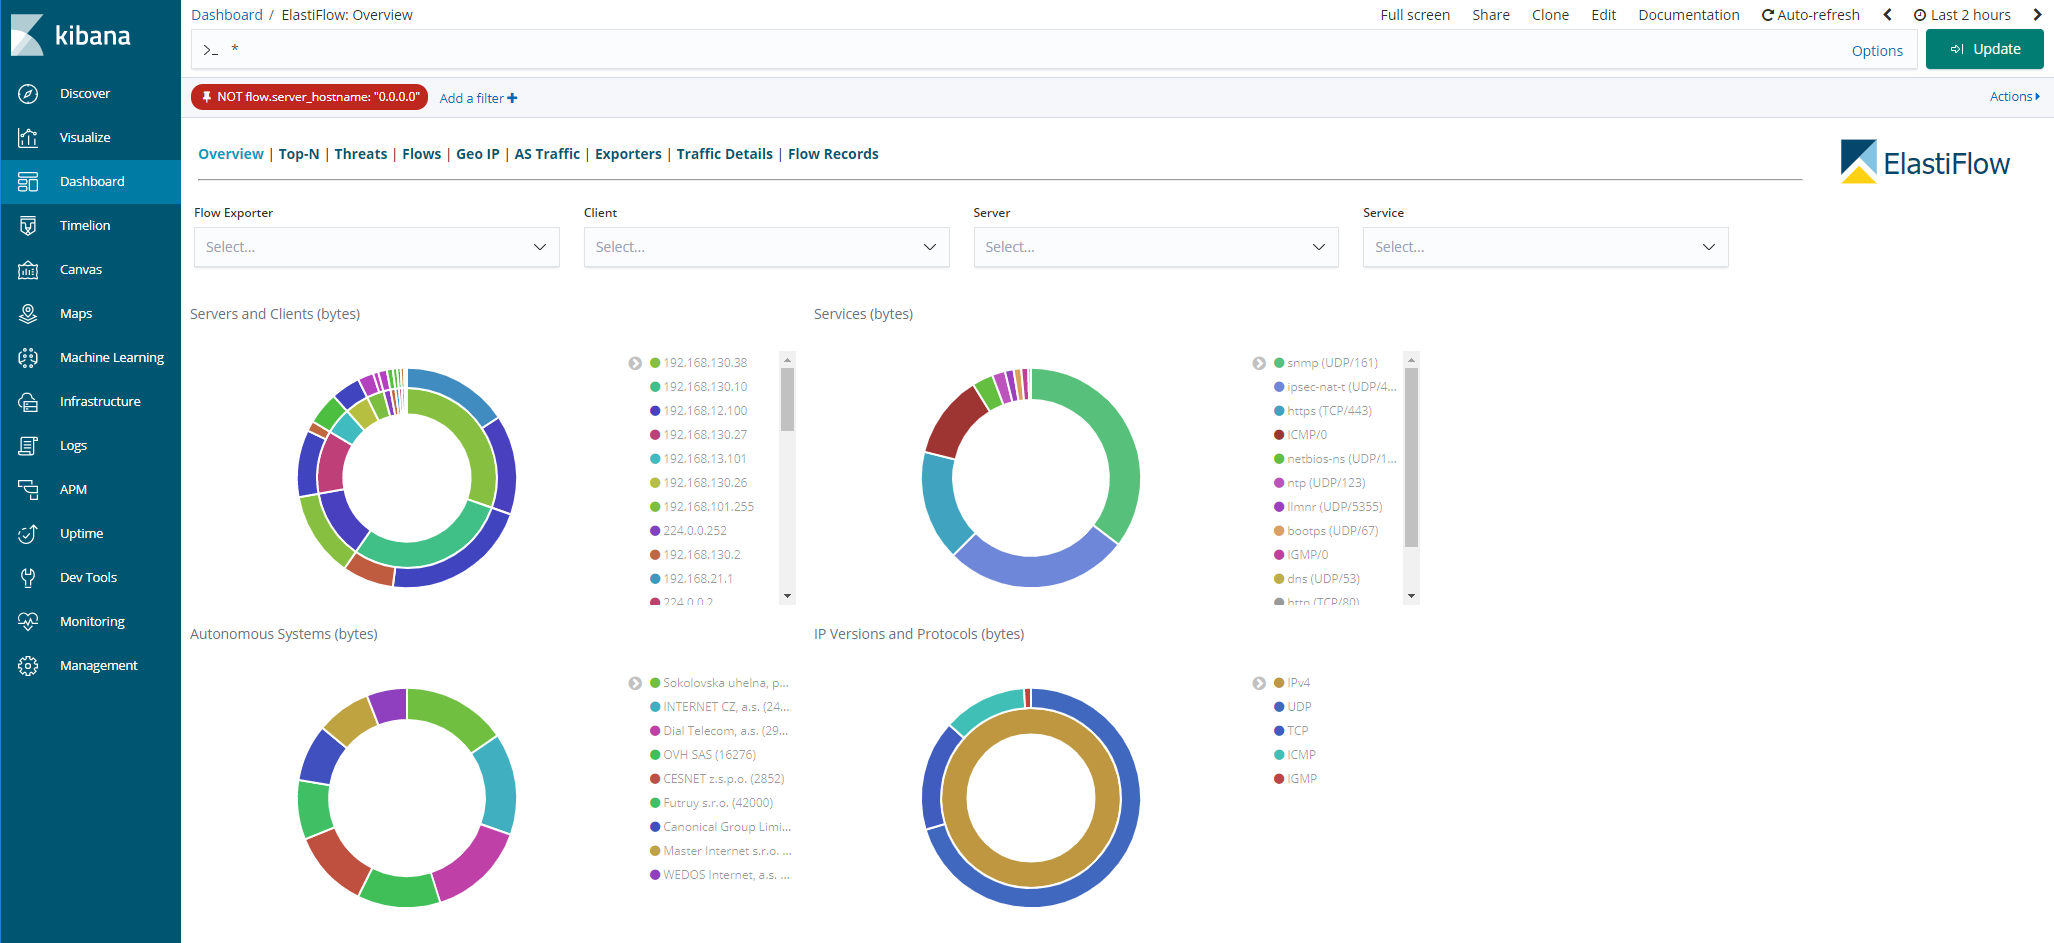 kibana
Discover
Visualize
Dashboard
Timelion
Canvas
Maps
Machine Learning
Infrastructure
Logs
APM
Uptime
Dev Tools
Monitoring
Management
Dashboard / ElastiFlow: Overview
Full screen Share Clone Edit Documentation Auto-refresh Last 2 hours
>_ *
Options
Update
NOT flow.server_hostname: "0.0.0.0"
Add a filter +
Actions
Overview | Top-N | Threats | Flows | Geo IP | AS Traffic | Exporters | Traffic Details | Flow Records
ElastiFlow
Flow Exporter
Select...
Client
Select...
Server
Select...
Service
Select...
Servers and Clients (bytes)
192.168.130.38
192.168.130.10
192.168.12.100
192.168.130.27
192.168.13.101
192.168.130.26
192.168.101.255
224.0.0.252
192.168.130.2
192.168.21.1
224.0.0.2
Services (bytes)
snmp (UDP/161)
ipsec-nat-t (UDP/4...
https (TCP/443)
ICMP/0
netbios-ns (UDP/1...
ntp (UDP/123)
llmnr (UDP/5355)
bootps (UDP/67)
IGMP/0
dns (UDP/53)
http (TCP/80)
Autonomous Systems (bytes)
Sokolovska uhelna, p...
INTERNET CZ, a.s. (24...
Dial Telecom, a.s. (29...
OVH SAS (16276)
CESNET z.s.p.o. (2852)
Futruy s.r.o. (42000)
Canonical Group Limi...
Master Internet s.r.o. ...
WEDOS Internet, a.s. ...
IP Versions and Protocols (bytes)
IPv4
UDP
TCP
ICMP
IGMP